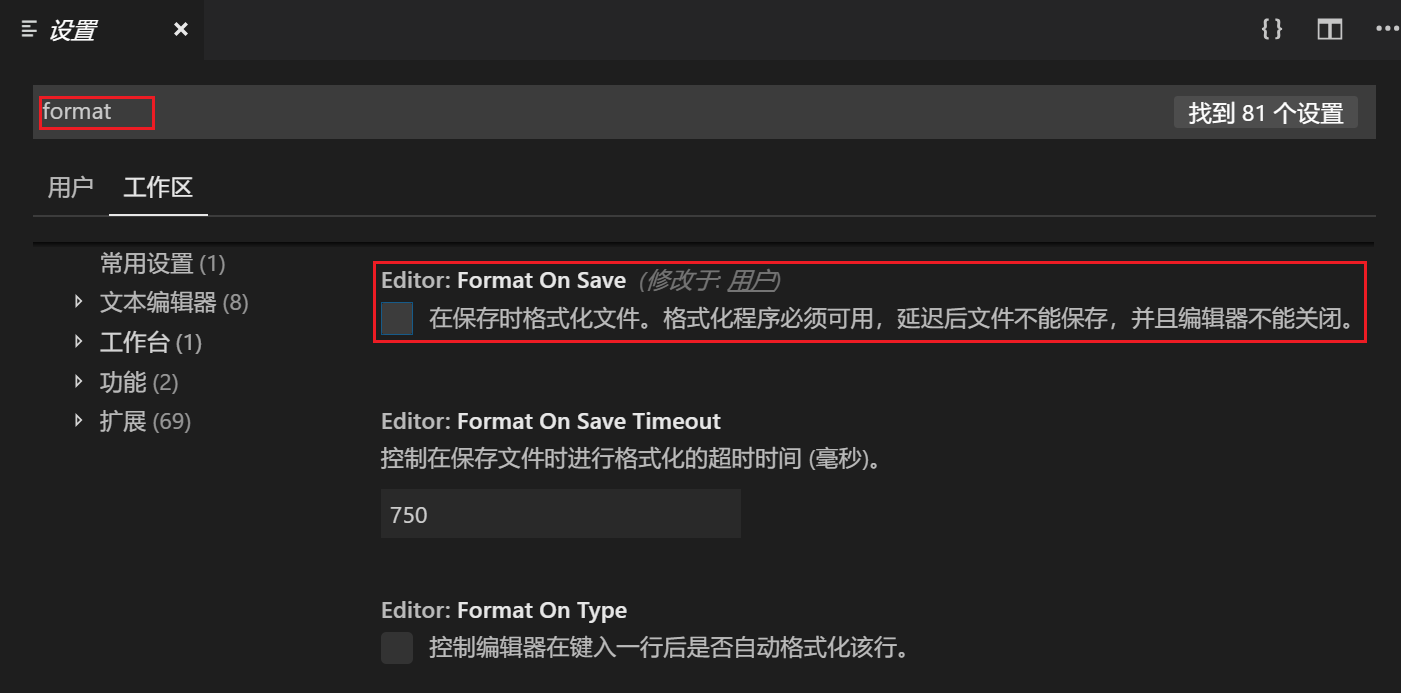 设置
format
找到 81 个设置
用户 工作区
常用设置 (1)
文本编辑器 (8)
工作台 (1)
功能 (2)
扩展 (69)
Editor: Format On Save (修改于: 用户)
在保存时格式化文件。格式化程序必须可用，延迟后文件不能保存，并且编辑器不能关闭。
Editor: Format On Save Timeout
控制在保存文件时进行格式化的超时时间 (毫秒)。
750
Editor: Format On Type
控制编辑器在键入一行后是否自动格式化该行。